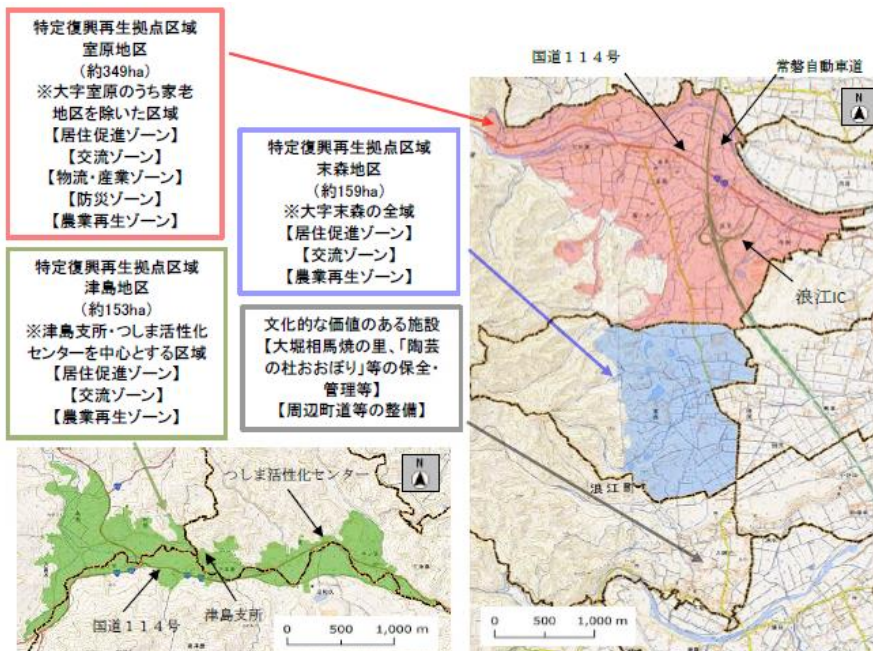 特定復興再生拠点区域
室原地区
(約349ha)
※大字室原のうち家老
地区を除いた区域
【居住促進ゾーン】
【交流ゾーン】
【物流・産業ゾーン】
【防災ゾーン】
【農業再生ゾーン】
特定復興再生拠点区域
末森地区
(約159ha)
※大字末森の全域
【居住促進ゾーン】
【交流ゾーン】
【農業再生ゾーン】
特定復興再生拠点区域
津島地区
(約153ha)
※津島支所・つしま活性化
センターを中心とする区域
【居住促進ゾーン】
【交流ゾーン】
【農業再生ゾーン】
文化的な価値のある施設
【大堀相馬焼の里、「陶芸
の杜おおぼり」等の保全・
管理等】
【周辺町道等の整備】
国道114号
常磐自動車道
N
浪江IC
浪江町
0 500 1,000 m
つしま活性化センター
N
津島支所
国道114号
0 500 1,000 m